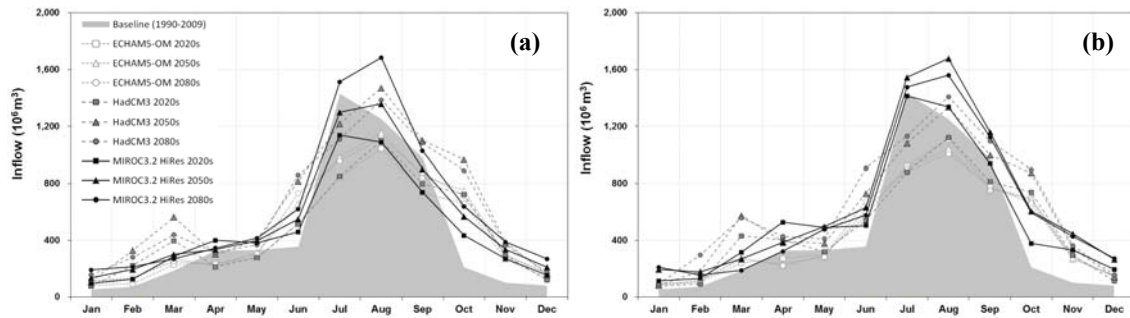 2,000
1,600
1,200
800
400
0
Inflow (10⁶ m³)
Baseline (1990-2009)
ECHAM5-OM 2020s
ECHAM5-OM 2050s
ECHAM5-OM 2080s
HadCM3 2020s
HadCM3 2050s
HadCM3 2080s
MIROC3.2 HiRes 2020s
MIROC3.2 HiRes 2050s
MIROC3.2 HiRes 2080s
(a)
Jan Feb Mar Apr May Jun Jul Aug Sep Oct Nov Dec
2,000
1,600
1,200
800
400
0
Inflow (10⁶ m³)
(b)
Jan Feb Mar Apr May Jun Jul Aug Sep Oct Nov Dec